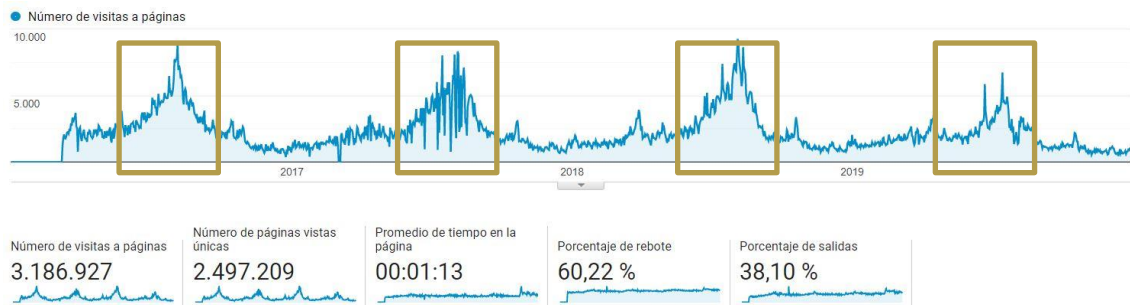 Número de visitas a páginas
10.000
5.000
2017
2018
2019
Número de visitas a páginas
3.186.927
Número de páginas vistas
únicas
2.497.209
Promedio de tiempo en la
página
00:01:13
Porcentaje de rebote
60,22 %
Porcentaje de salidas
38,10 %